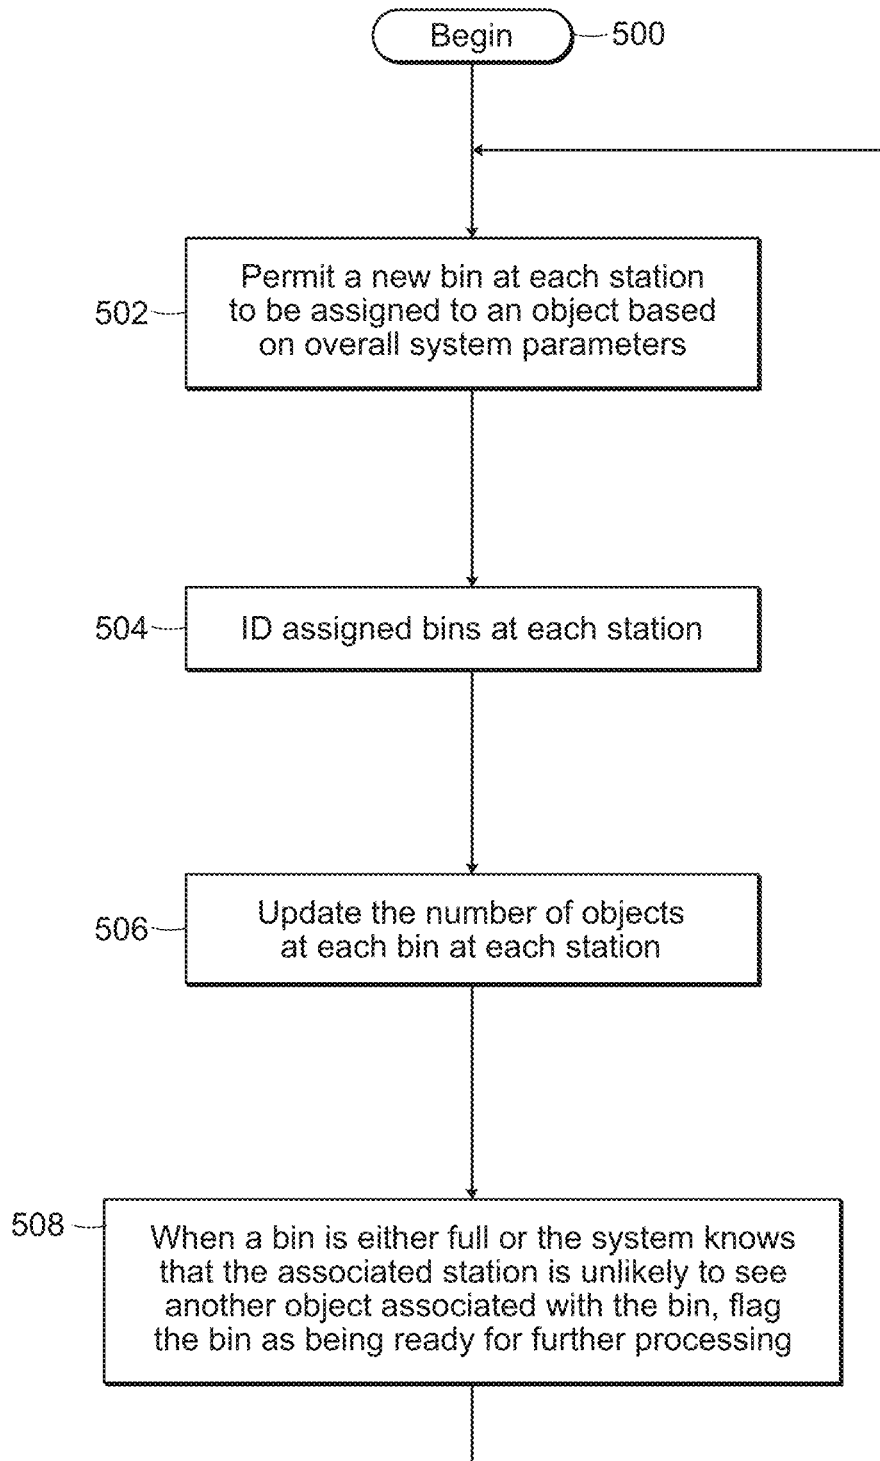 Begin
500
502
Permit a new bin at each station
to be assigned to an object based
on overall system parameters
504
ID assigned bins at each station
506
Update the number of objects
at each bin at each station
508
When a bin is either full or the system knows
that the associated station is unlikely to see
another object associated with the bin, flag
the bin as being ready for further processing